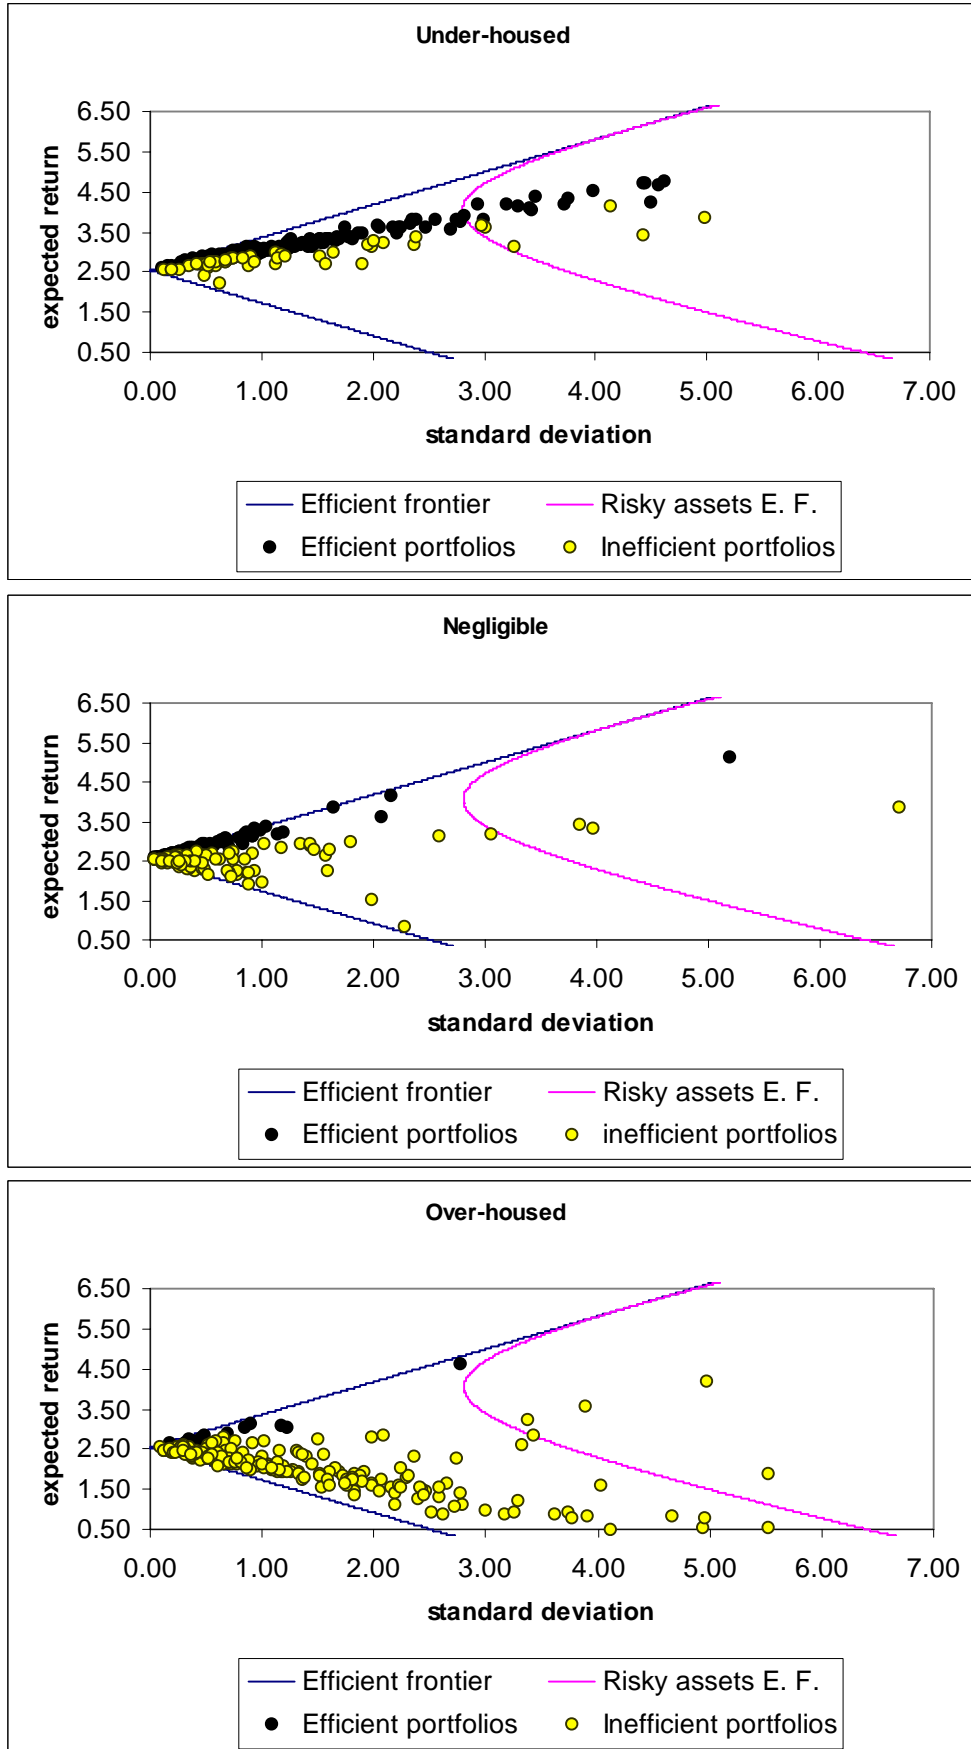 Under-housed
6.50
5.50
4.50
3.50
2.50
1.50
0.50
expected return
0.00 1.00 2.00 3.00 4.00 5.00 6.00 7.00
standard deviation
Efficient frontier Risky assets E. F.
Efficient portfolios Inefficient portfolios
Negligible
6.50
5.50
4.50
3.50
2.50
1.50
0.50
expected return
0.00 1.00 2.00 3.00 4.00 5.00 6.00 7.00
standard deviation
Efficient frontier Risky assets E. F.
Efficient portfolios inefficient portfolios
Over-housed
6.50
5.50
4.50
3.50
2.50
1.50
0.50
expected return
0.00 1.00 2.00 3.00 4.00 5.00 6.00 7.00
standard deviation
Efficient frontier Risky assets E. F.
Efficient portfolios Inefficient portfolios